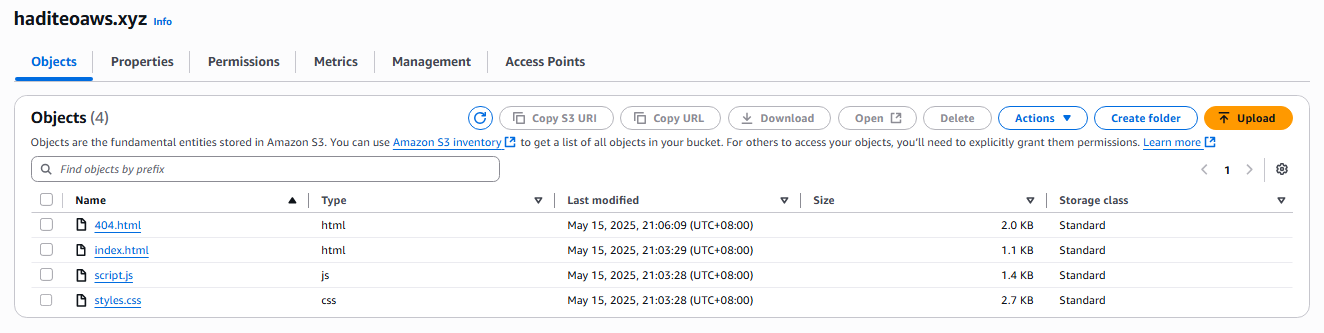 haditeoaws.xyz Info
Objects Properties Permissions Metrics Management Access Points
Objects (4) Copy S3 URI Copy URL Download Open Delete Actions Create folder Upload
Objects are the fundamental entities stored in Amazon S3. You can use Amazon S3 inventory to get a list of all objects in your bucket. For others to access your objects, you'll need to explicitly grant them permissions. Learn more
Find objects by prefix 1
Name Type Last modified Size Storage class
404.html html May 15, 2025, 21:06:09 (UTC+08:00) 2.0 KB Standard
index.html html May 15, 2025, 21:03:29 (UTC+08:00) 1.1 KB Standard
script.js js May 15, 2025, 21:03:28 (UTC+08:00) 1.4 KB Standard
styles.css css May 15, 2025, 21:03:28 (UTC+08:00) 2.7 KB Standard